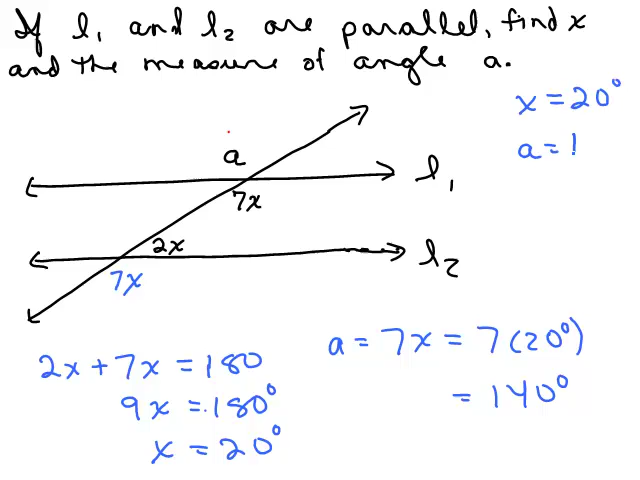 If l₁ and l₂ are parallel, find x
and the measure of angle a.
x = 20°
a = 1
a
l₁
7x
2x
l₂
7x
2x + 7x = 180
9x = 180°
x = 20°
a = 7x = 7(20°)
= 140°